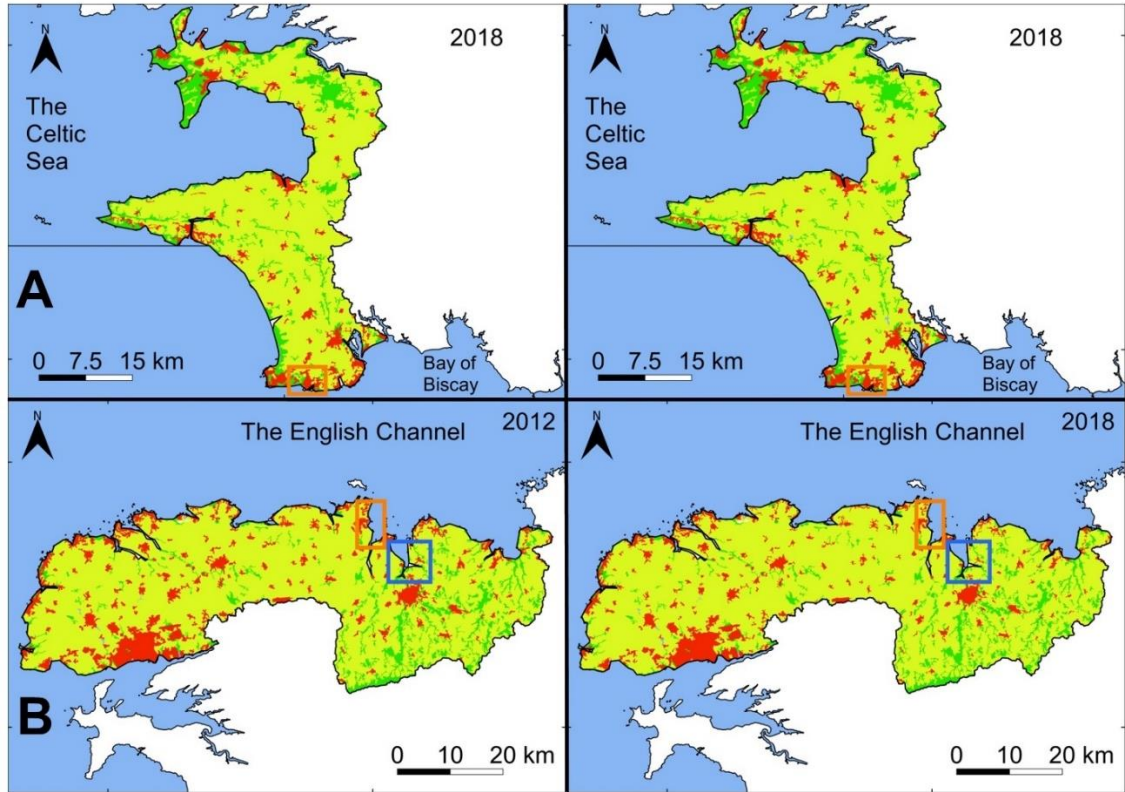 N
2018
The
Celtic
Sea
A
0 7.5 15 km
Bay of
Biscay
N
2018
The
Celtic
Sea
0 7.5 15 km
Bay of
Biscay
N
The English Channel
2012
B
0 10 20 km
N
The English Channel
2018
0 10 20 km